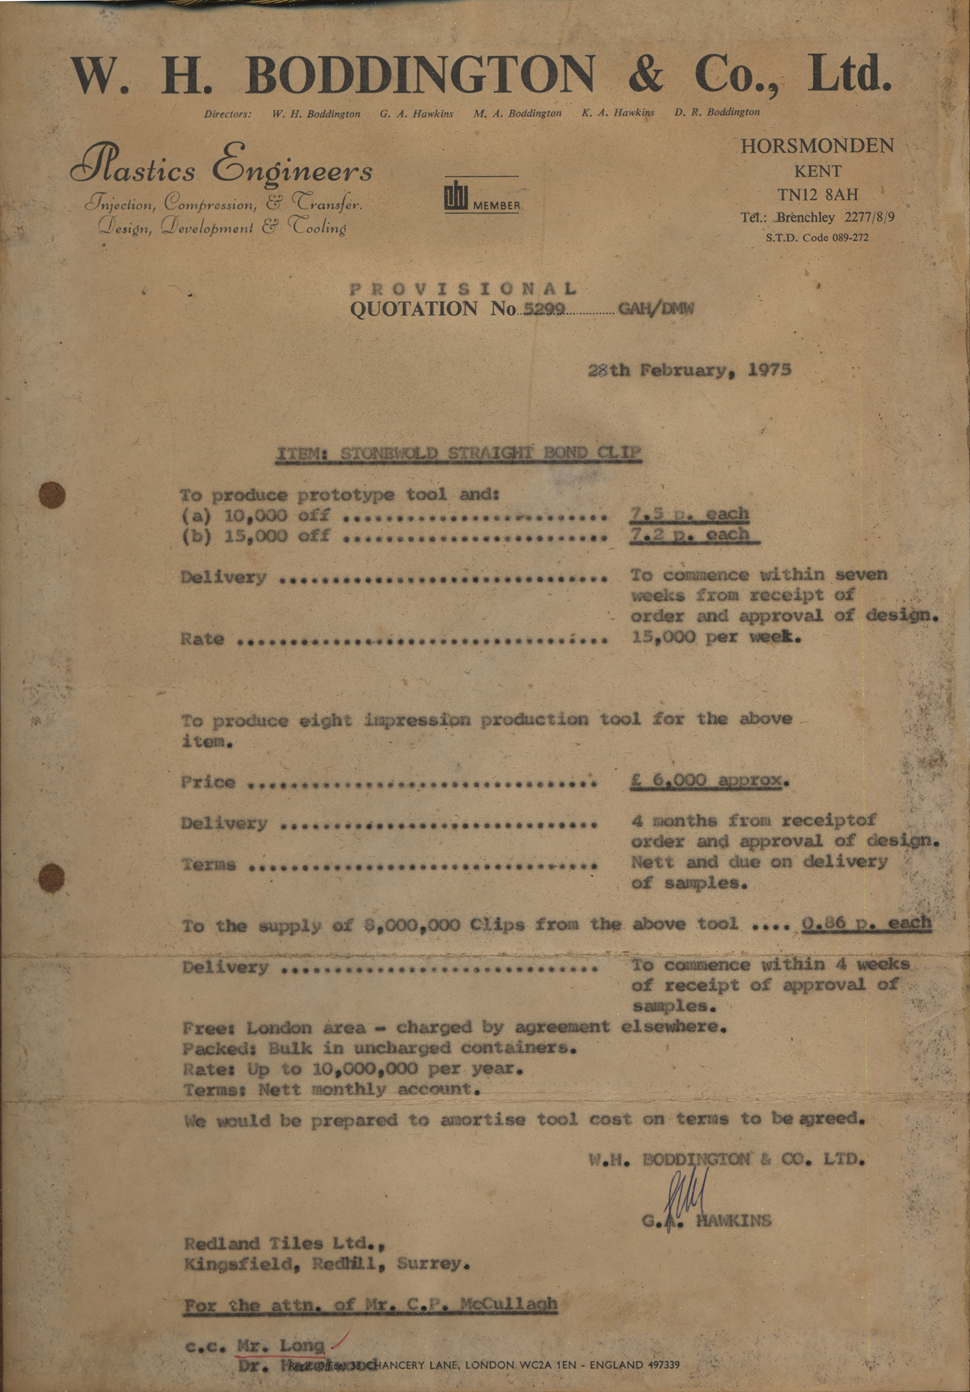 W. H. BODDINGTON & Co., Ltd.
Directors: W. H. Boddington G. A. Hawkins M. A. Boddington K. A. Hawkins D. R. Boddington
Plastics Engineers
Injection, Compression, & Transfer.
Design, Development & Tooling
MEMBER
HORSMONDEN
KENT
TN12 8AH
Tel.: Brenchley 2277/8/9
S.T.D. Code 089-272
PROVISIONAL
QUOTATION No. 5299.............. GAH/DMW
28th February, 1975
ITEM: STONEWOLD STRAIGHT BOND CLIP
To produce prototype tool and:
(a) 10,000 off ......................... 7.5 p. each
(b) 15,000 off ......................... 7.2 p. each
Delivery ............................... To commence within seven
weeks from receipt of
order and approval of design.
Rate ................................... 15,000 per week.
To produce eight impression production tool for the above
item.
Price ................................. £ 6,000 approx.
Delivery .............................. 4 months from receiptof
order and approval of design.
Terms ................................. Nett and due on delivery
of samples.
To the supply of 8,000,000 Clips from the above tool .... 0.86 p. each
Delivery .............................. To commence within 4 weeks
of receipt of approval of
samples.
Free: London area - charged by agreement elsewhere.
Packed: Bulk in uncharged containers.
Rate: Up to 10,000,000 per year.
Terms: Nett monthly account.
We would be prepared to amortise tool cost on terms to be agreed.
W.H. BODDINGTON & CO. LTD.
G.A. HAWKINS
Redland Tiles Ltd.,
Kingsfield, Redhill, Surrey.
For the attn. of Mr. C.P. McCullagh
c.c. Mr. Long
Dr. CHANCERY LANE, LONDON WC2A 1EN - ENGLAND 497339